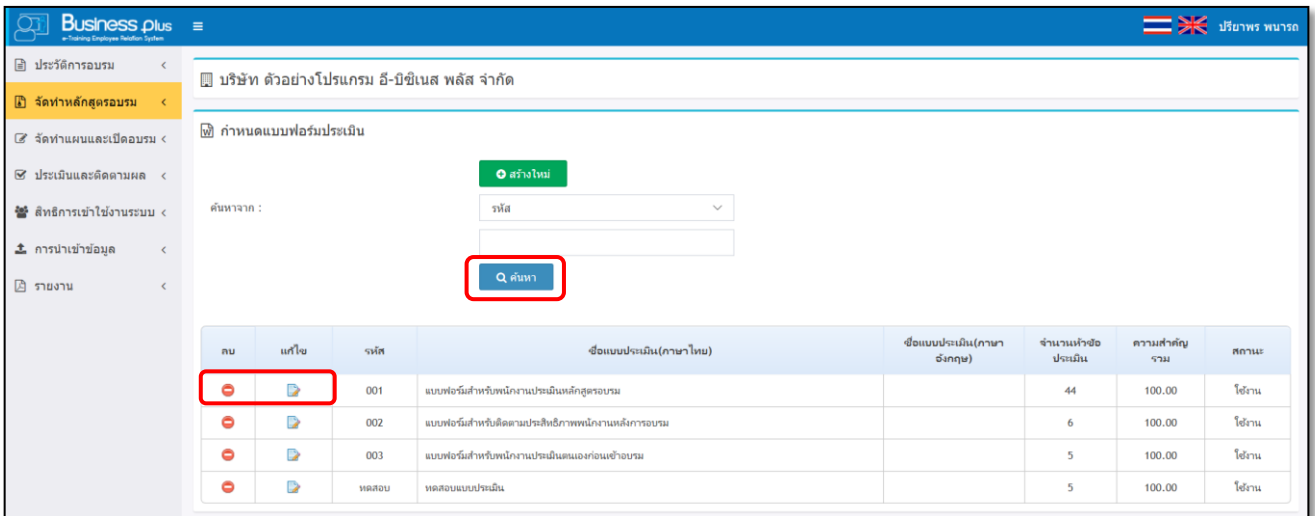 Business plus
e-Training Employee Relation System
ปรียาพร พนารถ
ประวัติการอบรม
จัดทำหลักสูตรอบรม
จัดทำแผนและเปิดอบรม
ประเมินและติดตามผล
สิทธิการเข้าใช้งานระบบ
การนำเข้าข้อมูล
รายงาน
บริษัท ตัวอย่างโปรแกรม อี-บิซิเนส พลัส จำกัด
กำหนดแบบฟอร์มประเมิน
สร้างใหม่
ค้นหาจาก :
รหัส
ค้นหา
ลบ แก้ไข รหัส ชื่อแบบประเมิน(ภาษาไทย) ชื่อแบบประเมิน(ภาษาอังกฤษ) จำนวนหัวข้อประเมิน ความสำคัญรวม สถานะ
001 แบบฟอร์มสำหรับพนักงานประเมินหลักสูตรอบรม 44 100.00 ใช้งาน
002 แบบฟอร์มสำหรับติดตามประสิทธิภาพพนักงานหลังการอบรม 6 100.00 ใช้งาน
003 แบบฟอร์มสำหรับพนักงานประเมินตนเองก่อนเข้าอบรม 5 100.00 ใช้งาน
ทดสอบ ทดสอบแบบประเมิน 5 100.00 ใช้งาน